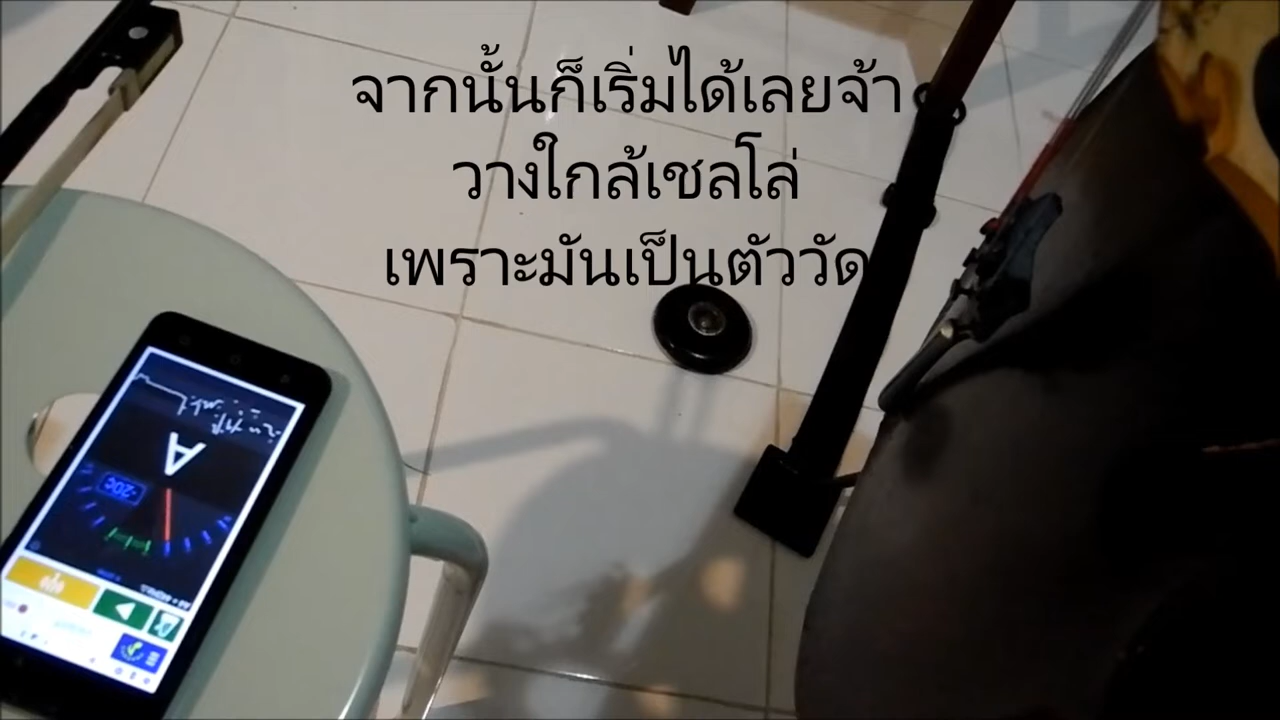 จากนั้นก็เริ่มได้เลยจ้า
วางใกล้เชลโล่
เพราะมันเป็นตัววัด
A
-20¢